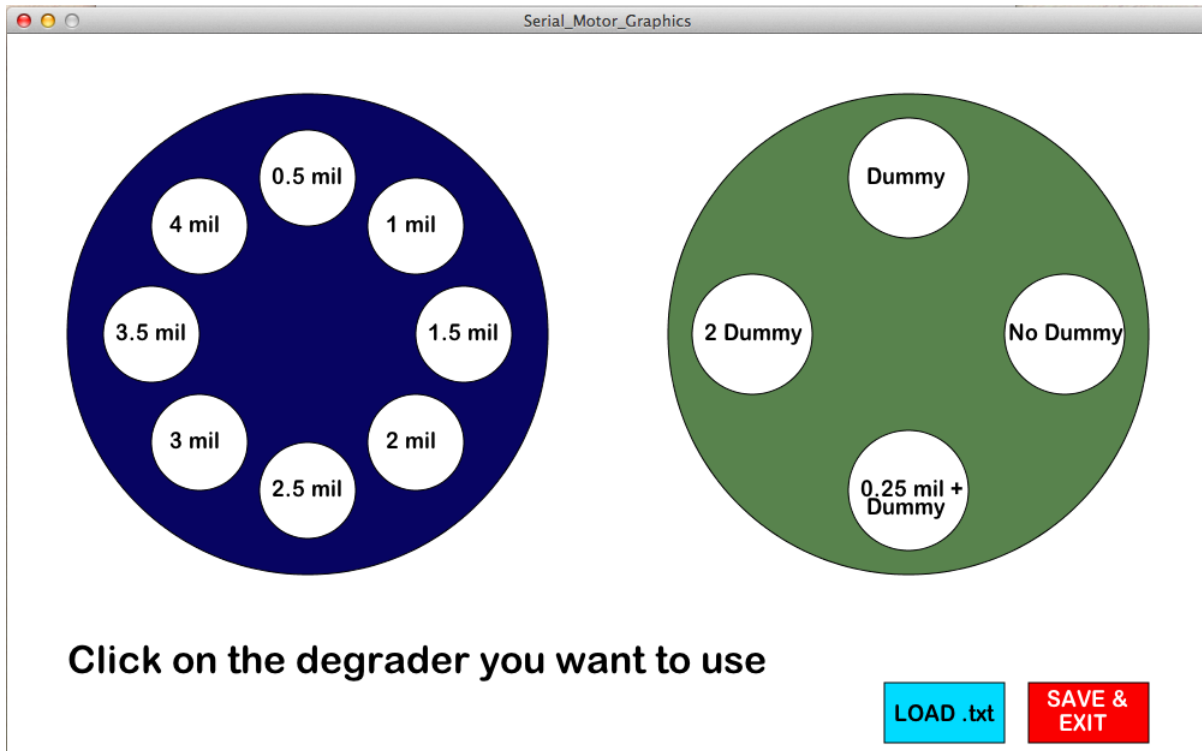 Serial_Motor_Graphics
0.5 mil
1 mil
1.5 mil
2 mil
2.5 mil
3 mil
3.5 mil
4 mil
Dummy
No Dummy
0.25 mil +
Dummy
2 Dummy
Click on the degrader you want to use
LOAD .txt
SAVE &
EXIT